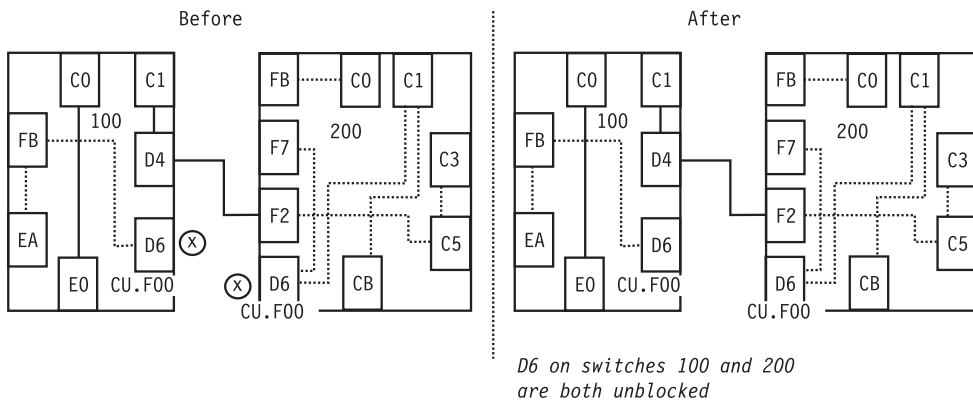 Before
After
C0
C1
100
FB
D4
EA
D6
X
E0
CU.F00
FB
C0
C1
F7
200
C3
F2
C5
X
D6
CB
CU.F00
C0
C1
100
FB
D4
EA
D6
E0
CU.F00
FB
C0
C1
F7
200
C3
F2
C5
D6
CB
CU.F00
D6 on switches 100 and 200
are both unblocked